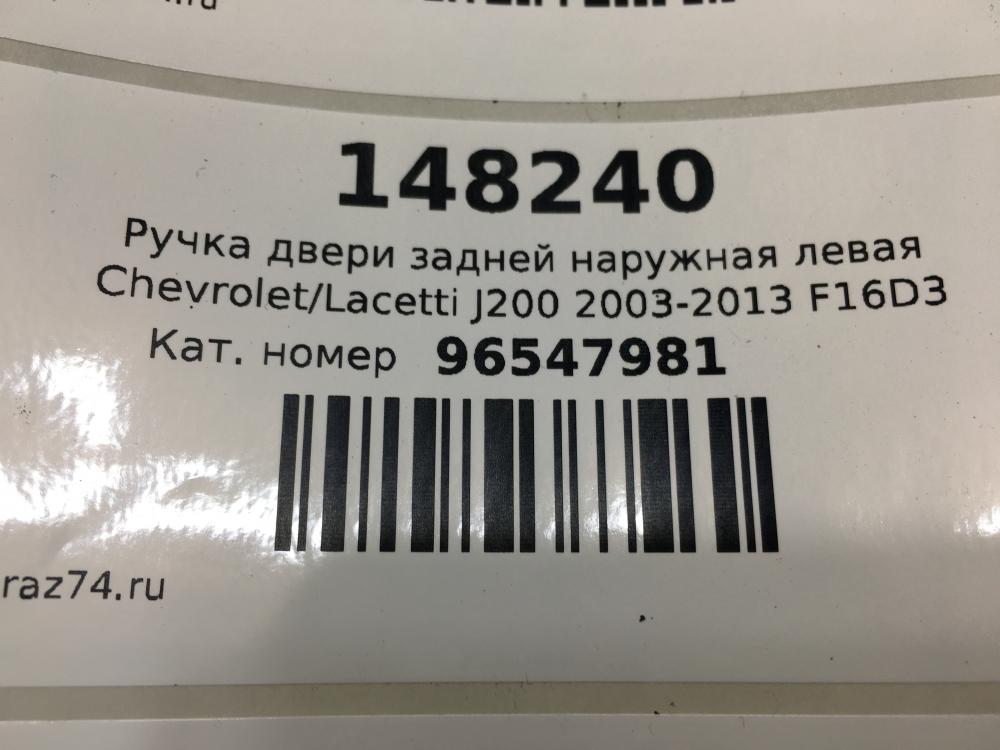 148240
Ручка двери задней наружная левая
Chevrolet/Lacetti J200 2003-2013 F16D3
Кат. номер 96547981
raz74.ru